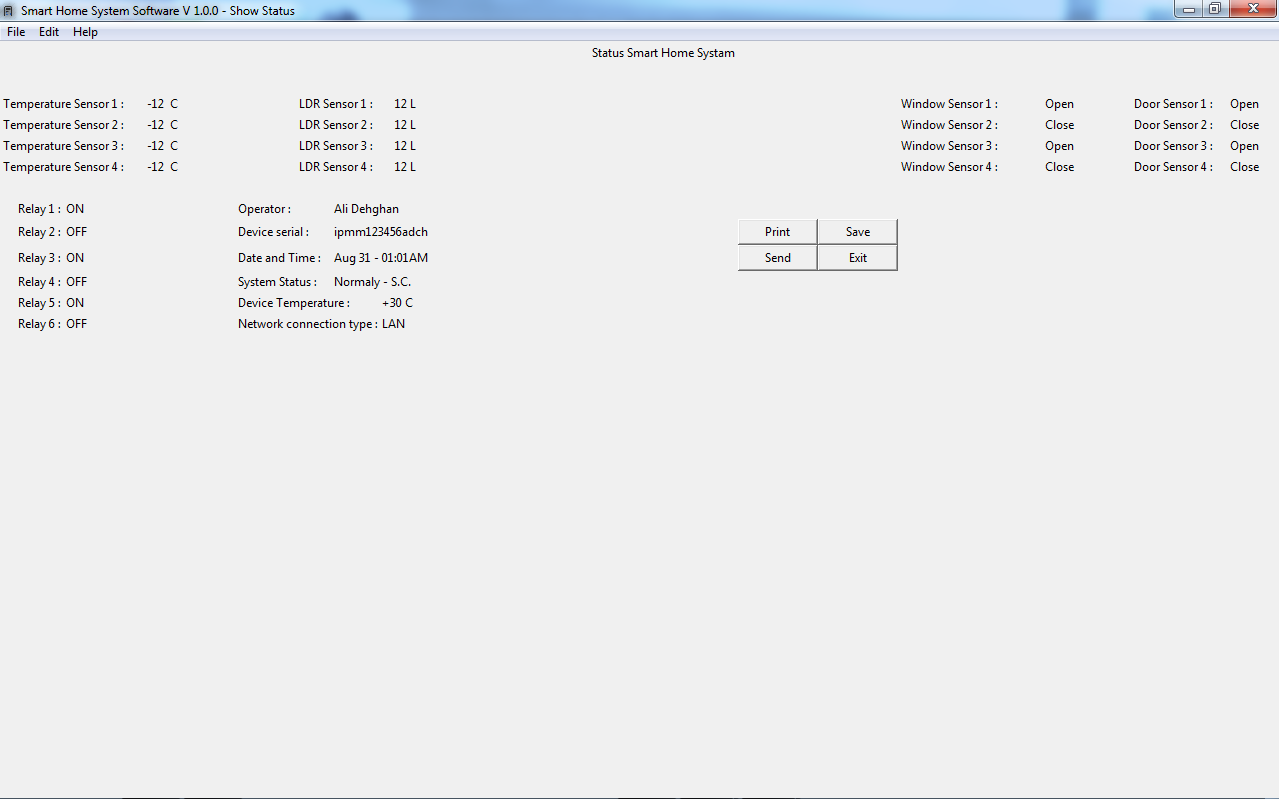 Smart Home System Software V 1.0.0 - Show Status
File Edit Help
Status Smart Home Systam
Temperature Sensor 1 : -12 C LDR Sensor 1 : 12 L Window Sensor 1 : Open Door Sensor 1 : Open
Temperature Sensor 2 : -12 C LDR Sensor 2 : 12 L Window Sensor 2 : Close Door Sensor 2 : Close
Temperature Sensor 3 : -12 C LDR Sensor 3 : 12 L Window Sensor 3 : Open Door Sensor 3 : Open
Temperature Sensor 4 : -12 C LDR Sensor 4 : 12 L Window Sensor 4 : Close Door Sensor 4 : Close
Relay 1 : ON Operator : Ali Dehghan
Relay 2 : OFF Device serial : ipmm123456adch Print Save
Relay 3 : ON Date and Time : Aug 31 - 01:01AM Send Exit
Relay 4 : OFF System Status : Normaly - S.C.
Relay 5 : ON Device Temperature : +30 C
Relay 6 : OFF Network connection type : LAN